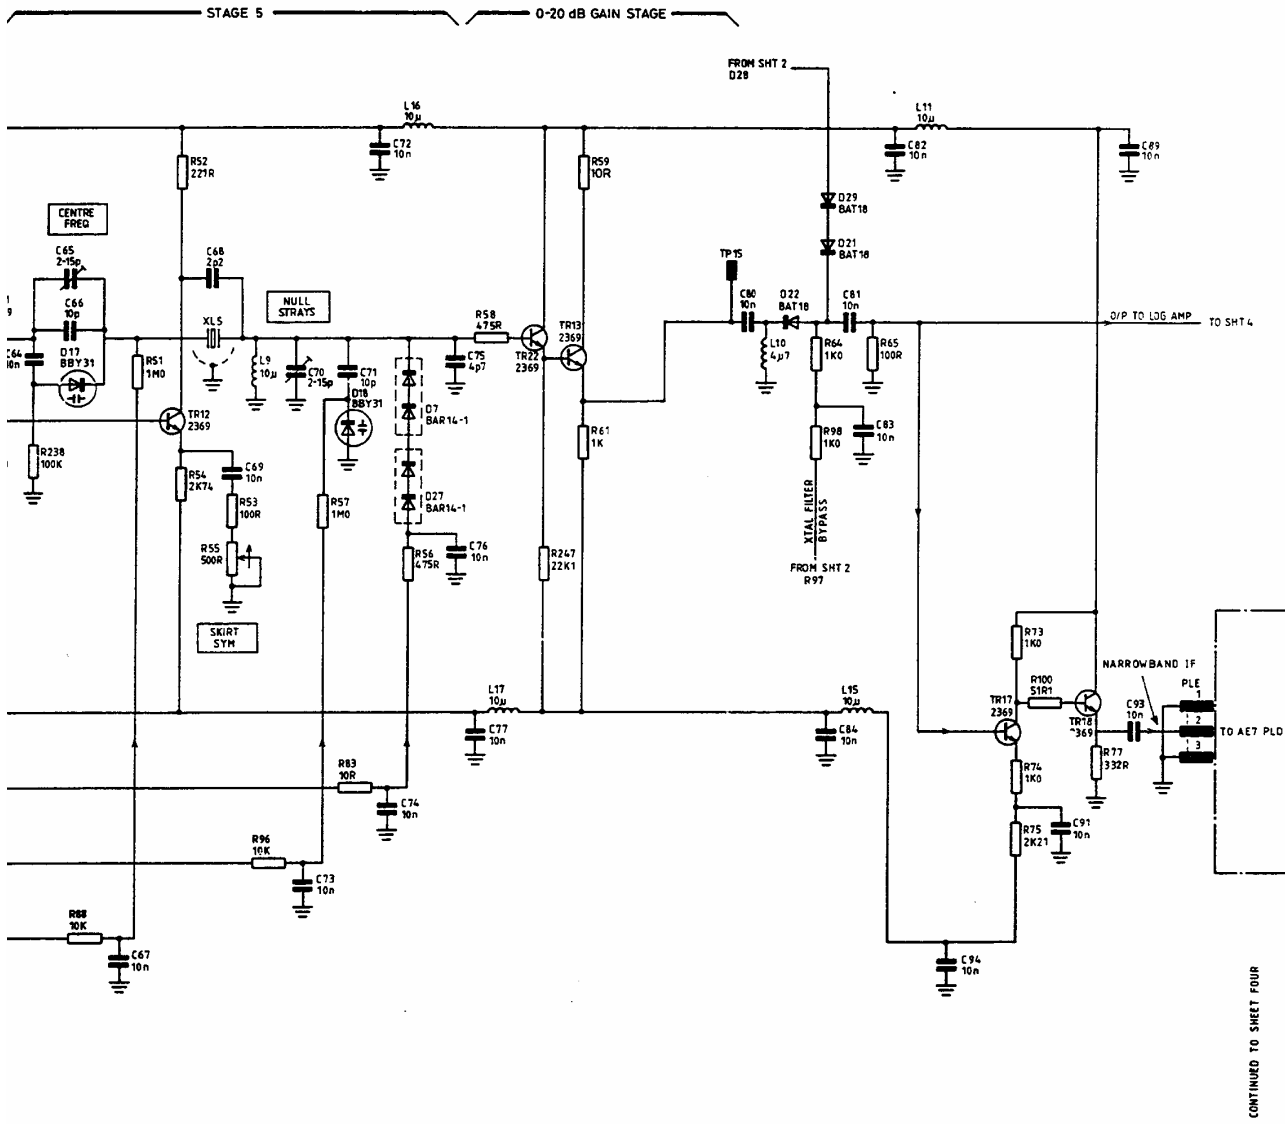 STAGE 5
0-20 dB GAIN STAGE
FROM SHT 2
D28
L16
10µ
L11
10µ
C72
10n
C82
10n
C89
10n
R52
221R
R59
10R
CENTRE
FREQ
D29
BAT18
D21
BAT18
C65
2-15p
C68
2p2
TP15
C66
10p
XL5
NULL
STRAYS
R58
475R
C80
10n
D22
BAT18
C81
10n
TR13
2369
O/P TO LOG AMP
TO SHT 4
C64
D17
BBY31
R51
1M0
L9
10µ
C70
2-15p
C71
10p
C75
4p7
TR22
2369
L10
4µ7
R64
1K0
R65
100R
D18
BBY31
D7
BAR14-1
TR12
2369
R61
1K
R98
1K0
C83
10n
R238
100K
R54
2K74
C69
10n
R53
100R
R57
1M0
D27
BAR14-1
XTAL FILTER
BYPASS
R55
500R
R56
475R
C76
10n
R247
22K1
FROM SHT 2
R97
SKIRT
SYM
R73
1K0
NARROWBAND IF
L17
10µ
L15
10µ
TR17
2369
R100
51R1
PLE
1
C93
10n
2
TO AE7 PLD
TR18
2369
3
C77
10n
C84
10n
R77
332R
R83
10R
R74
1K0
C74
10n
R75
2K21
C91
10n
R96
10K
C73
10n
R88
10K
C67
10n
C94
10n
CONTINUED TO SHEET FOUR